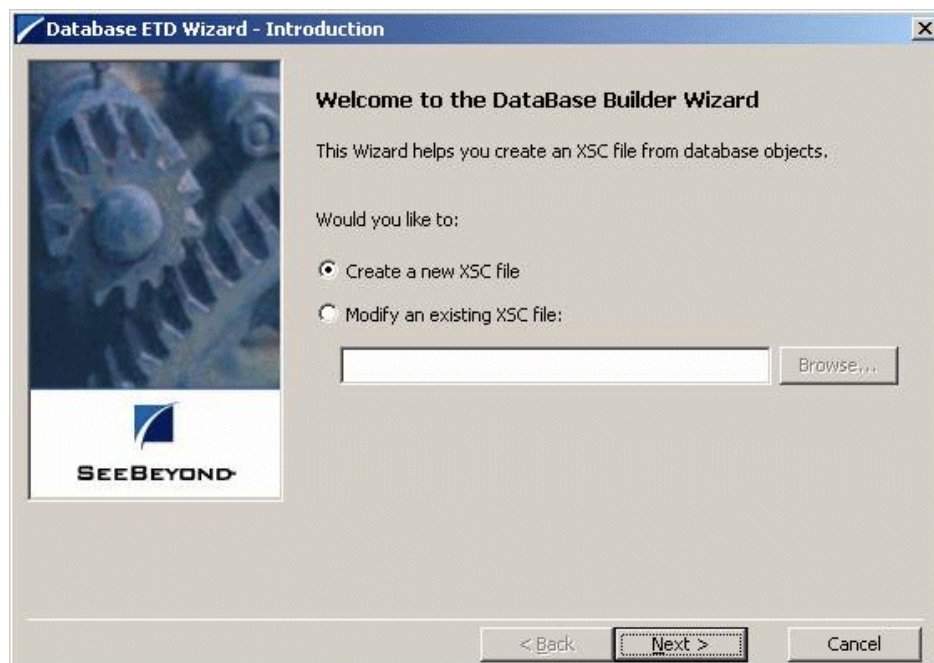 Database ETD Wizard - Introduction
Welcome to the DataBase Builder Wizard
This Wizard helps you create an XSC file from database objects.
Would you like to:
Create a new XSC file
Modify an existing XSC file:
Browse...
SEEBEYOND
< Back
Next >
Cancel